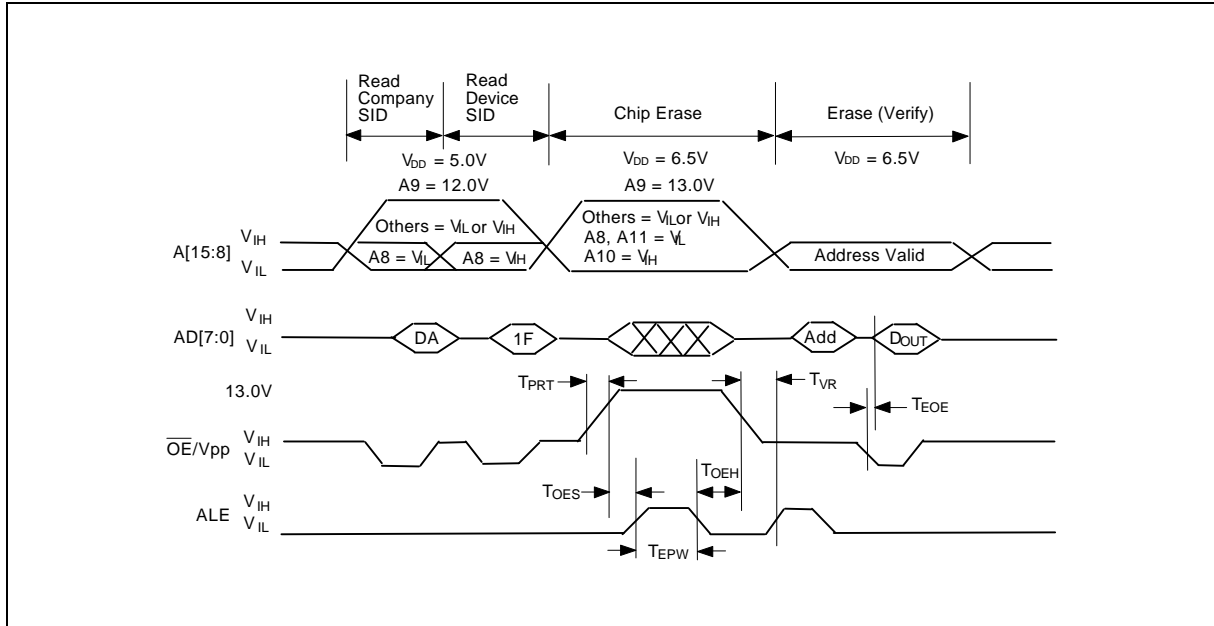 Read Company SID
Read Device SID
Chip Erase
Erase (Verify)
VDD = 5.0V
VDD = 6.5V
VDD = 6.5V
A9 = 12.0V
A9 = 13.0V
Others = VIL or VIH
Others = VIL or VIH
A8, A11 = VIL
A10 = VIH
A[15:8]
VIH
VIL
A8 = VIL
A8 = VIH
Address Valid
AD[7:0]
VIH
VIL
DA
1F
Add
DOUT
13.0V
TPRT
TVR
TEOE
OE/Vpp
VIH
VIL
TOES
TOEH
ALE
VIH
VIL
TEPW